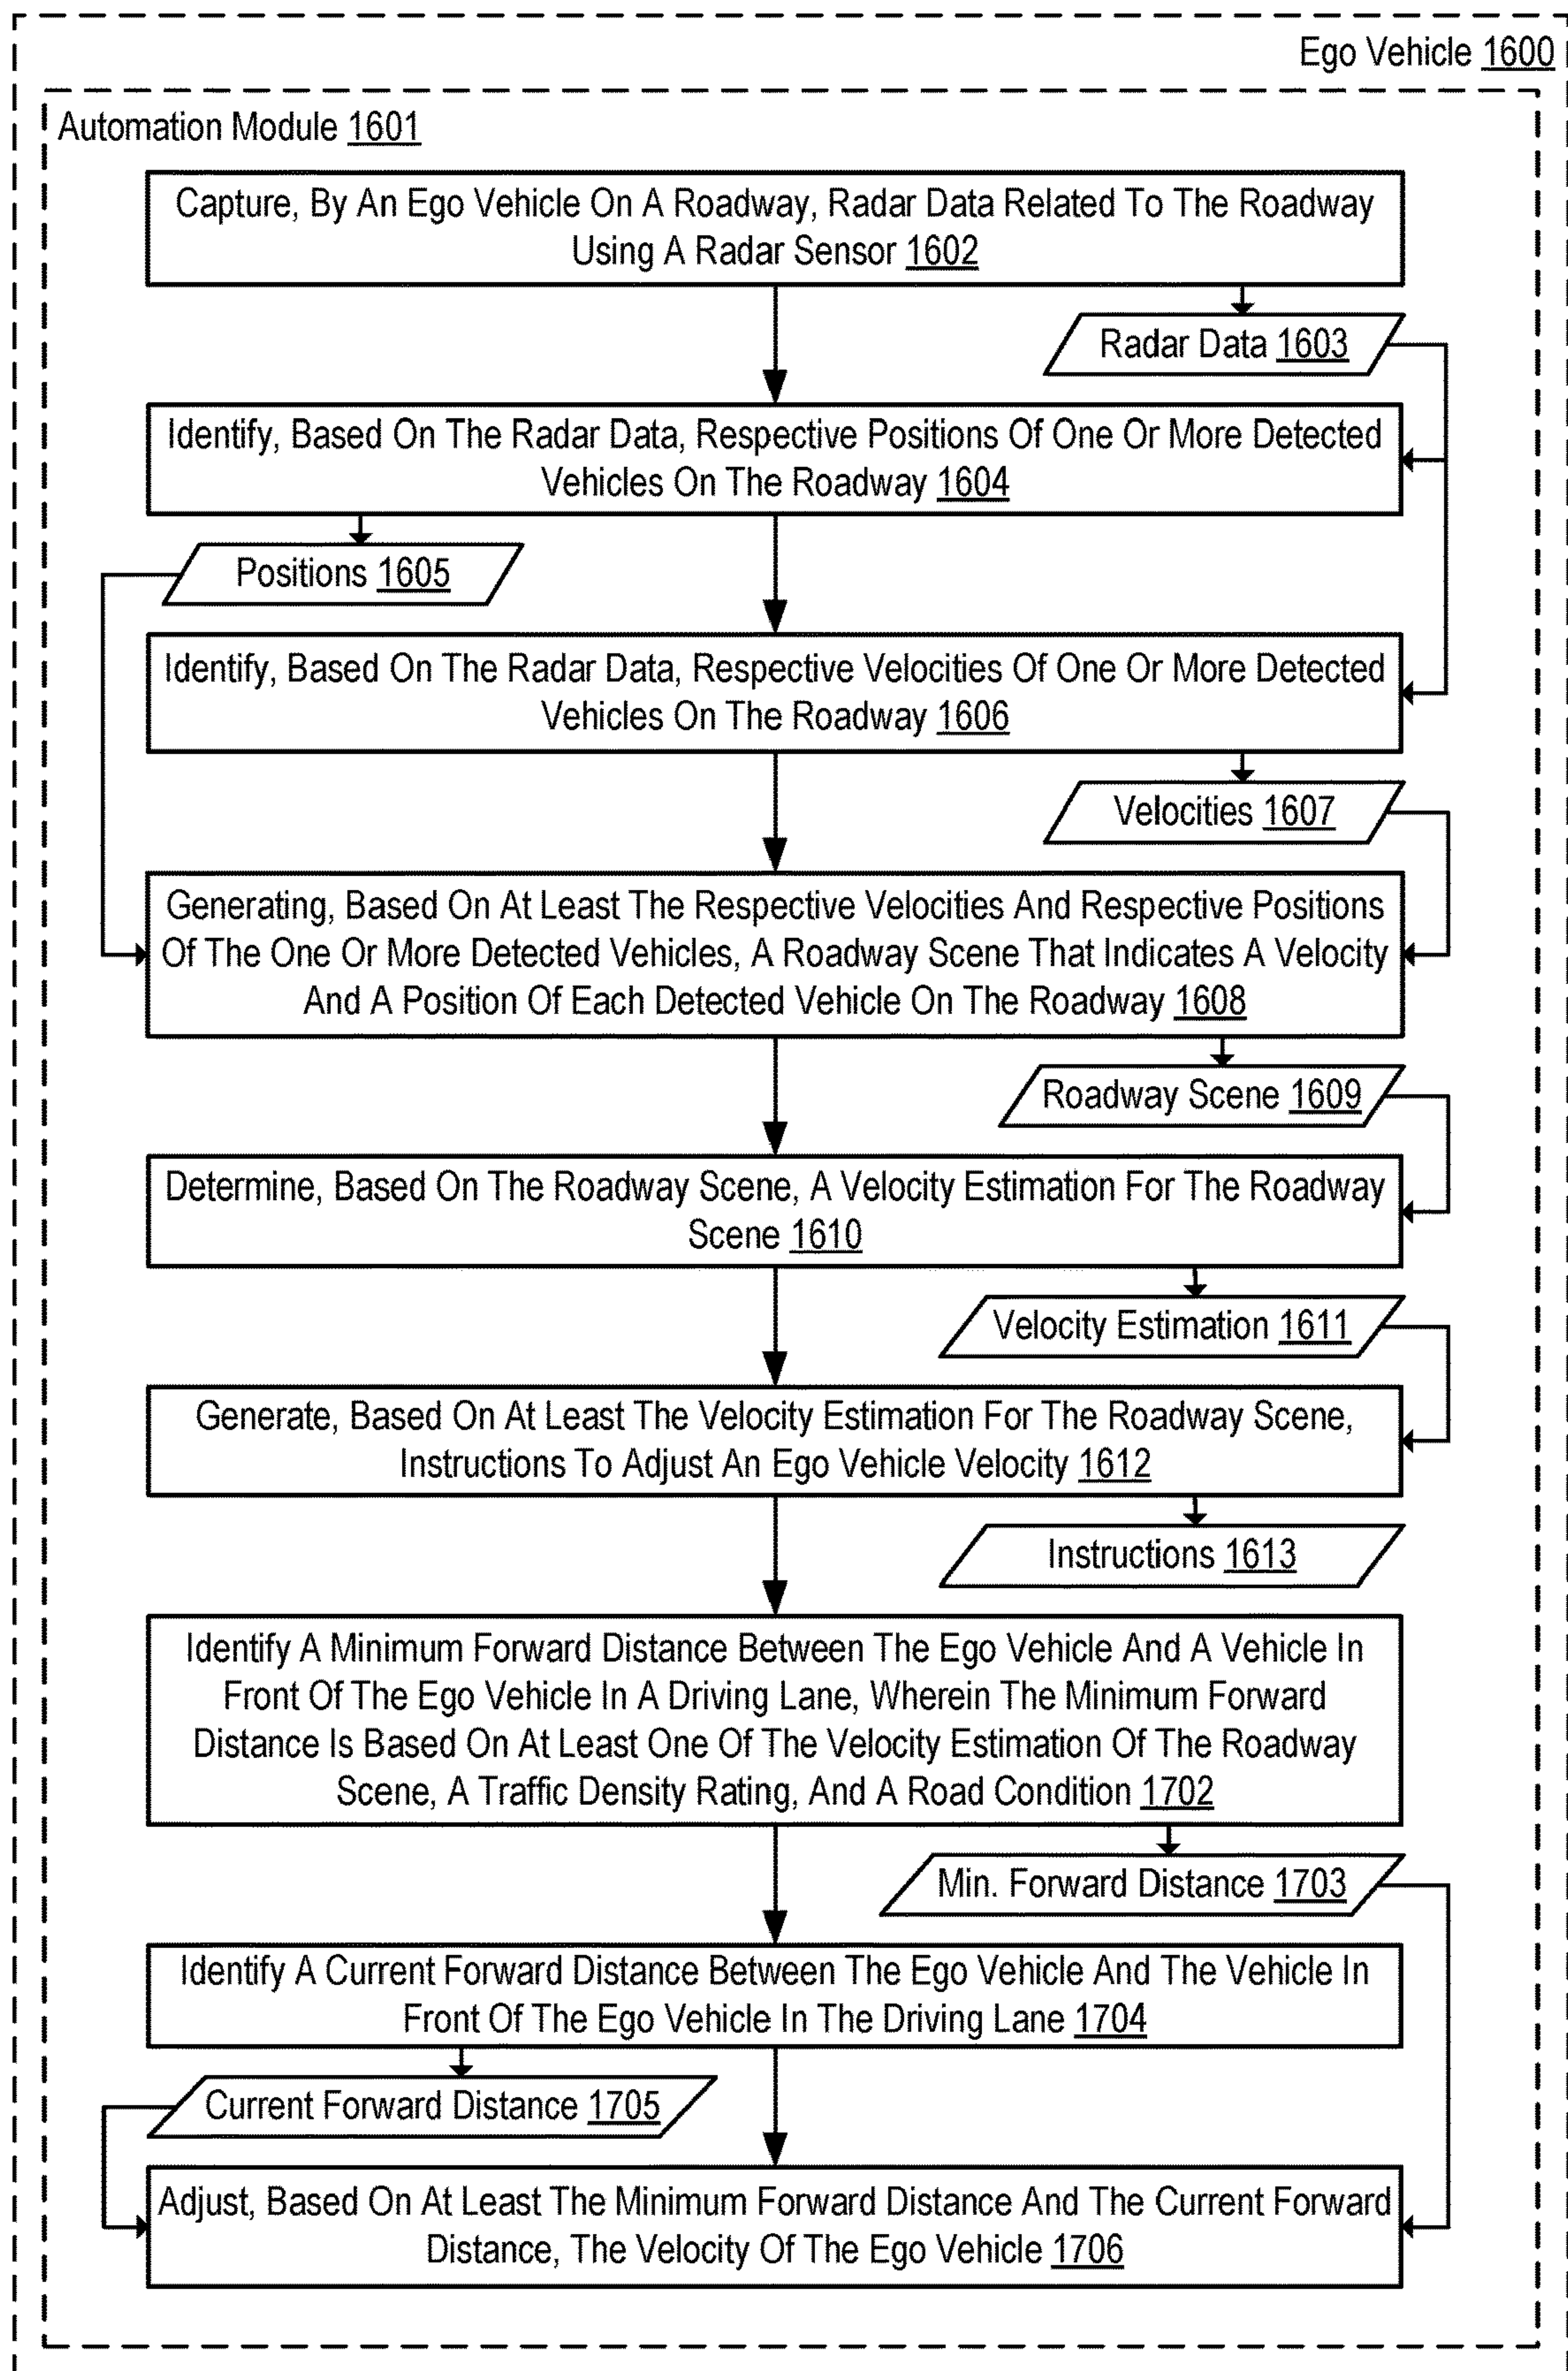 Ego Vehicle 1600
Automation Module 1601
Capture, By An Ego Vehicle On A Roadway, Radar Data Related To The Roadway
Using A Radar Sensor 1602
Radar Data 1603
Identify, Based On The Radar Data, Respective Positions Of One Or More Detected
Vehicles On The Roadway 1604
Positions 1605
Identify, Based On The Radar Data, Respective Velocities Of One Or More Detected
Vehicles On The Roadway 1606
Velocities 1607
Generating, Based On At Least The Respective Velocities And Respective Positions
Of The One Or More Detected Vehicles, A Roadway Scene That Indicates A Velocity
And A Position Of Each Detected Vehicle On The Roadway 1608
Roadway Scene 1609
Determine, Based On The Roadway Scene, A Velocity Estimation For The Roadway
Scene 1610
Velocity Estimation 1611
Generate, Based On At Least The Velocity Estimation For The Roadway Scene,
Instructions To Adjust An Ego Vehicle Velocity 1612
Instructions 1613
Identify A Minimum Forward Distance Between The Ego Vehicle And A Vehicle In
Front Of The Ego Vehicle In A Driving Lane, Wherein The Minimum Forward
Distance Is Based On At Least One Of The Velocity Estimation Of The Roadway
Scene, A Traffic Density Rating, And A Road Condition 1702
Min. Forward Distance 1703
Identify A Current Forward Distance Between The Ego Vehicle And The Vehicle In
Front Of The Ego Vehicle In The Driving Lane 1704
Current Forward Distance 1705
Adjust, Based On At Least The Minimum Forward Distance And The Current Forward
Distance, The Velocity Of The Ego Vehicle 1706